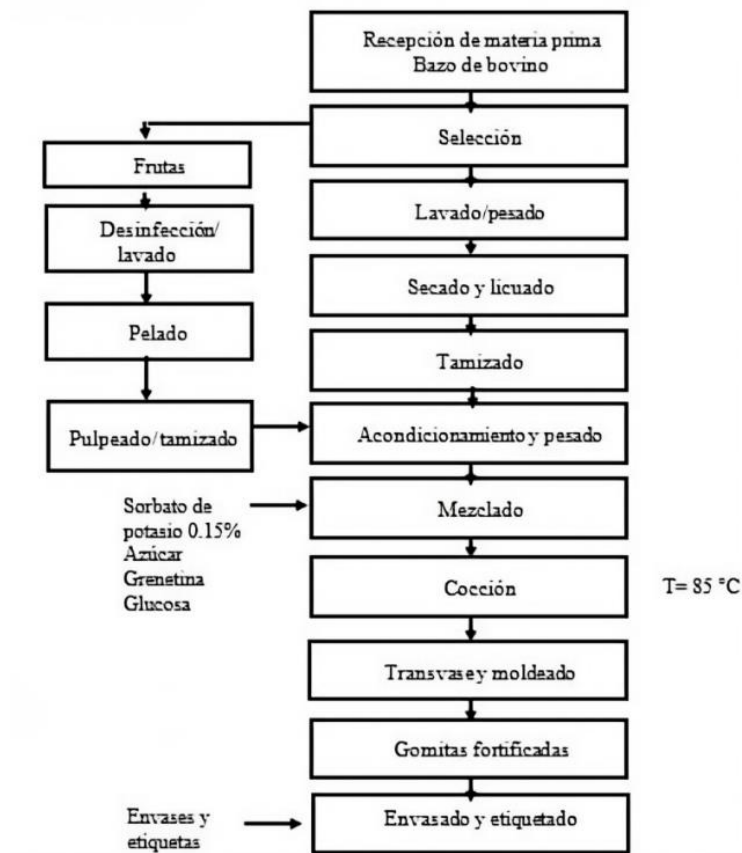 Recepción de materia prima
Bazo de bovino
Selección
Frutas
Lavado/pesado
Desinfección/
lavado
Secado y licuado
Pelado
Tamizado
Pulpeado/tamizado
Acondicionamiento y pesado
Sorbato de
potasio 0.15%
Azúcar
Grenetina
Glucosa
Mezclado
Cocción
T= 85 °C
Transvase y moldeado
Gomitas fortificadas
Envases y
etiquetas
Envasado y etiquetado